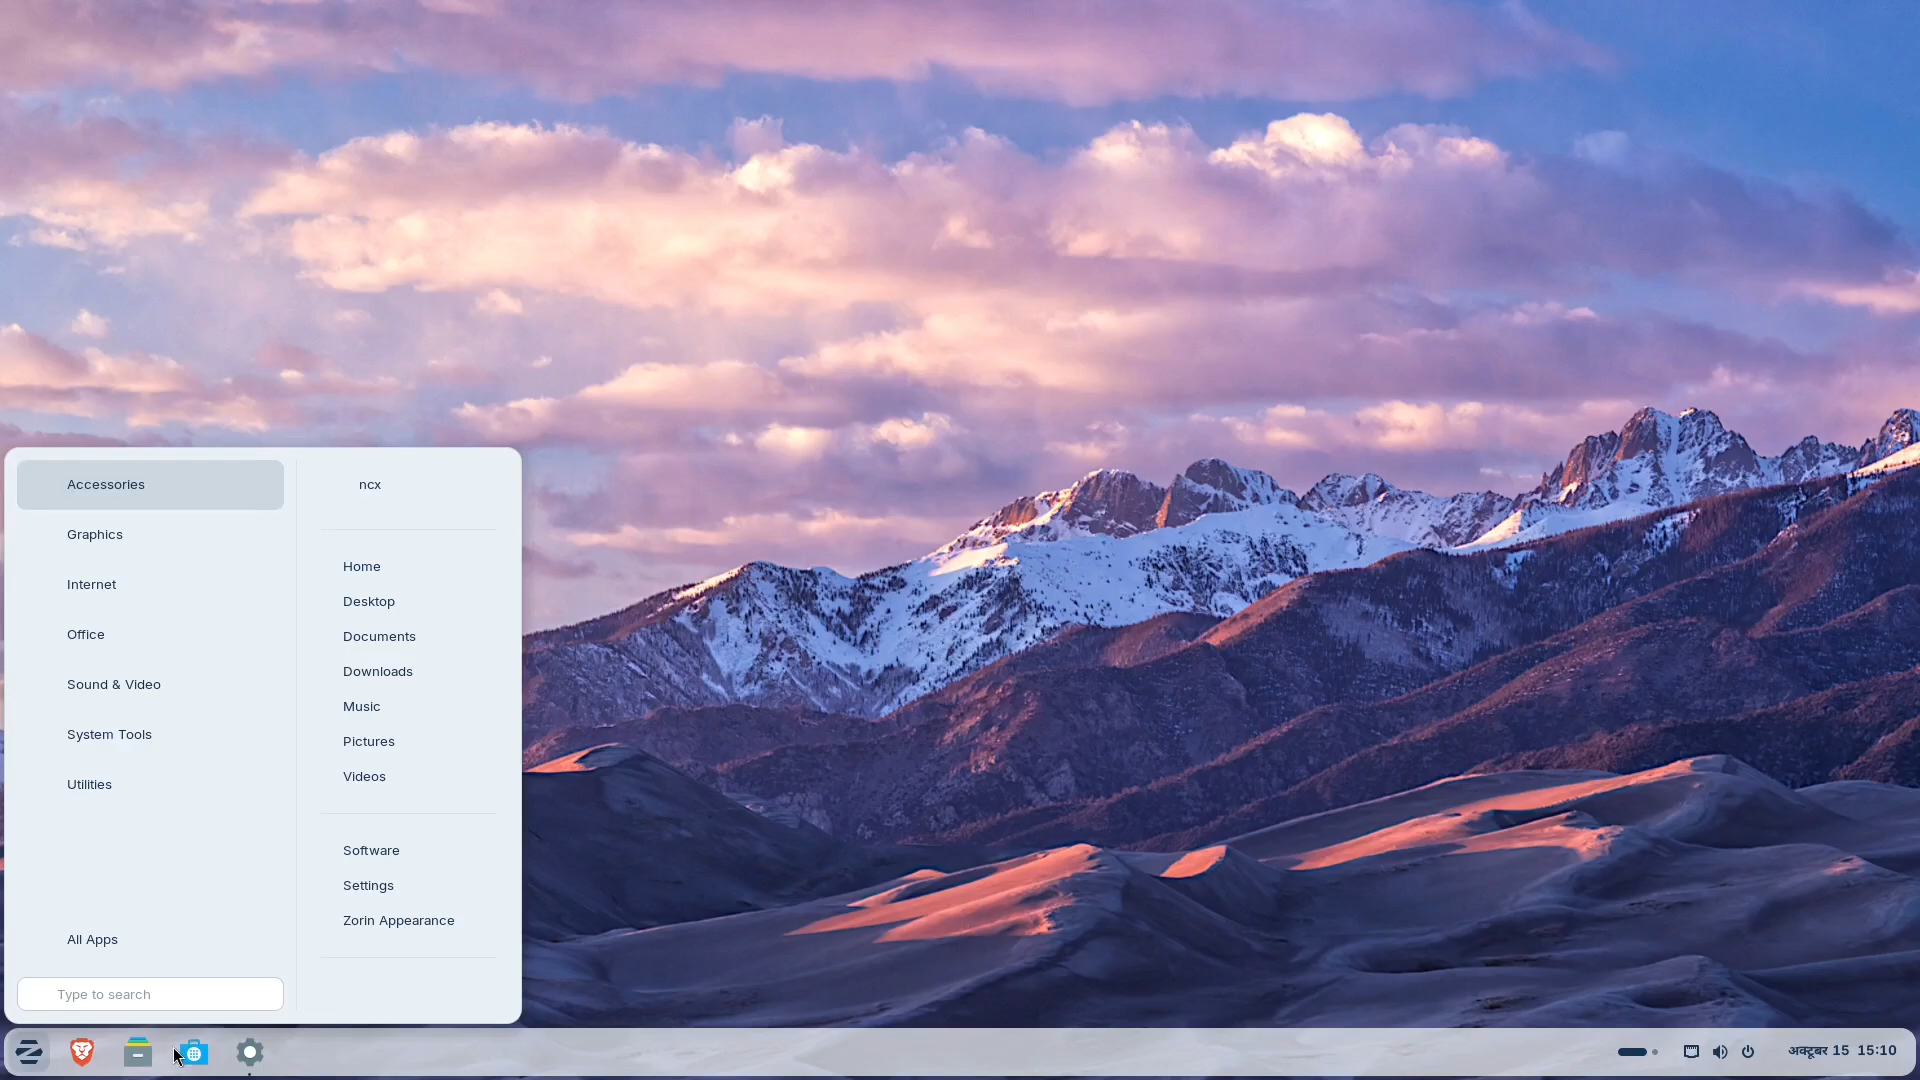 Accessories
Graphics
Internet
Office
Sound & Video
System Tools
Utilities
All Apps
Type to search
ncx
Home
Desktop
Documents
Downloads
Music
Pictures
Videos
Software
Settings
Zorin Appearance
अक्टूबर 15 15:10